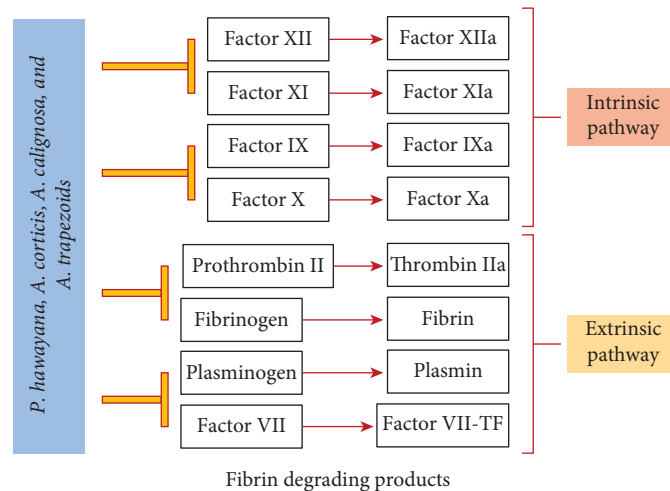 P. hawayana, A. corticis, A. calignosa, and
A. trapezoids
Factor XII
Factor XIIa
Factor XI
Factor XIa
Factor IX
Factor IXa
Factor X
Factor Xa
Intrinsic
pathway
Prothrombin II
Thrombin IIa
Fibrinogen
Fibrin
Plasminogen
Plasmin
Factor VII
Factor VII-TF
Extrinsic
pathway
Fibrin degrading products